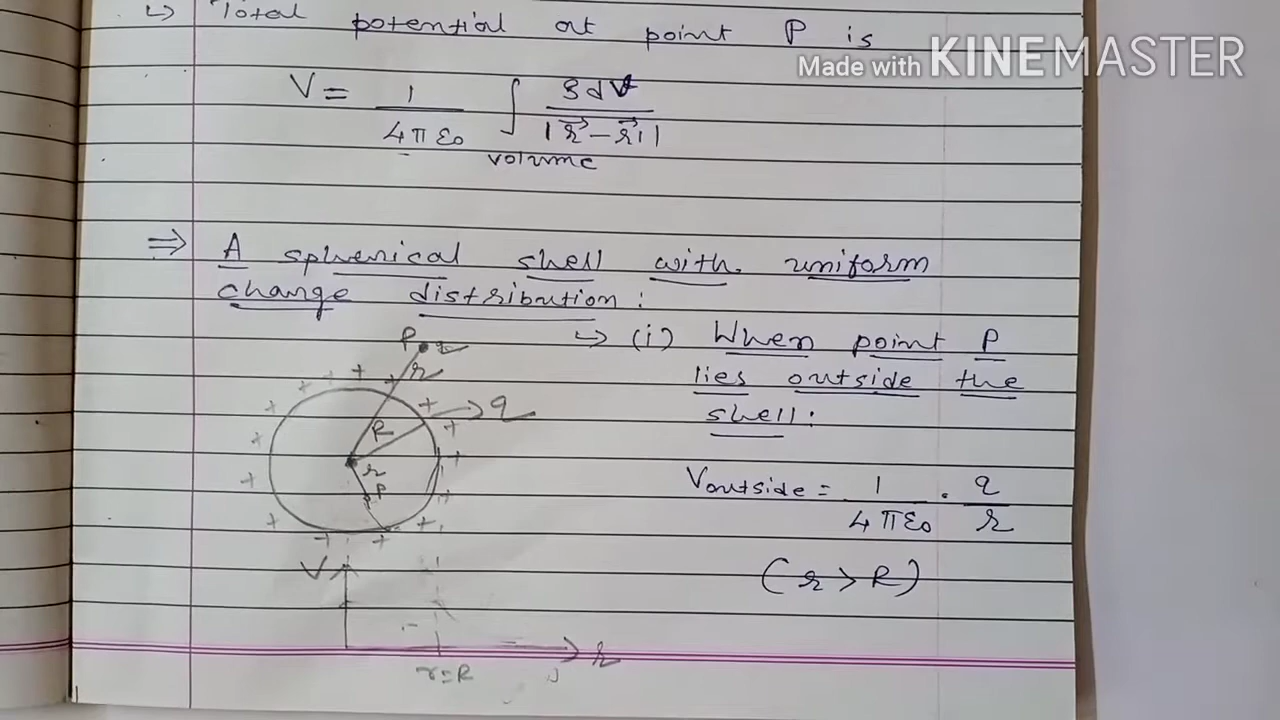 ↳ Total potential at point P is
Made with KINEMASTER
V = 1 / 4πε₀ ∫ volume ρdV / |r⃗ - r⃗'|
⇒ A spherical shell with uniform
charge distribution :
↳ (i) When point P
lies outside the
shell :
P
r
q
R
r
P
V outside = 1 / 4πε₀ . q / r
(r > R)
V
r
r=R